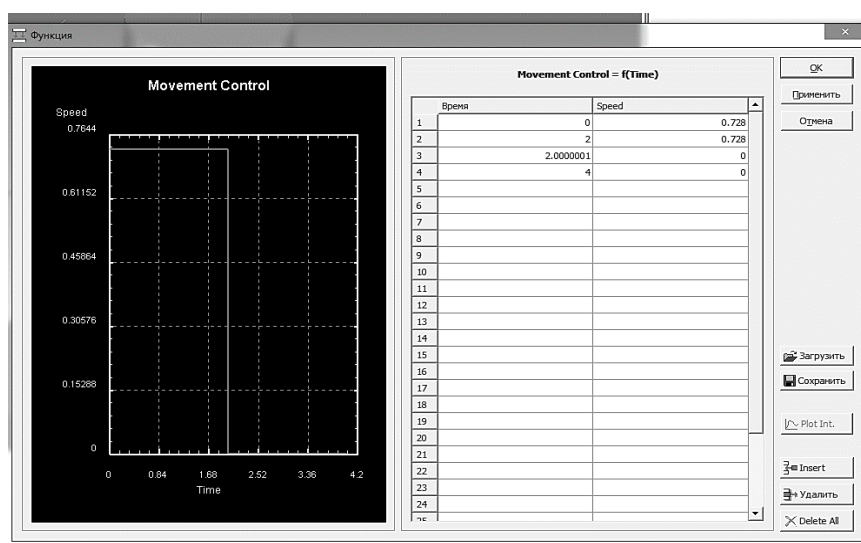 Функция
Movement Control
Speed
0.7644
0.61152
0.45864
0.30576
0.15288
0
0 0.84 1.68 2.52 3.36 4.2
Time
Movement Control = f(Time)
Время Speed
1 0 0.728
2 2 0.728
3 2.0000001 0
4 4 0
5
6
7
8
9
10
11
12
13
14
15
16
17
18
19
20
21
22
23
24
25
OK
Применить
Отмена
Загрузить
Сохранить
Plot Int.
Insert
Удалить
Delete All